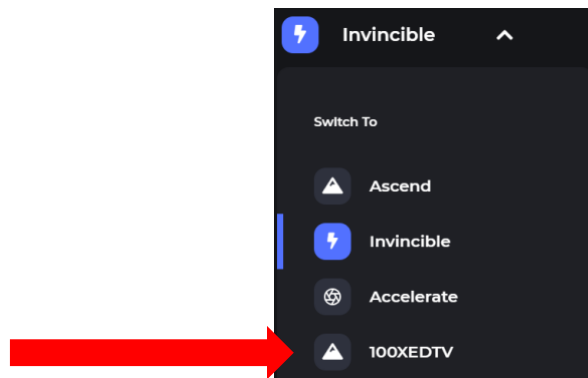 Invincible
Switch To
Ascend
Invincible
Accelerate
100XEDTV